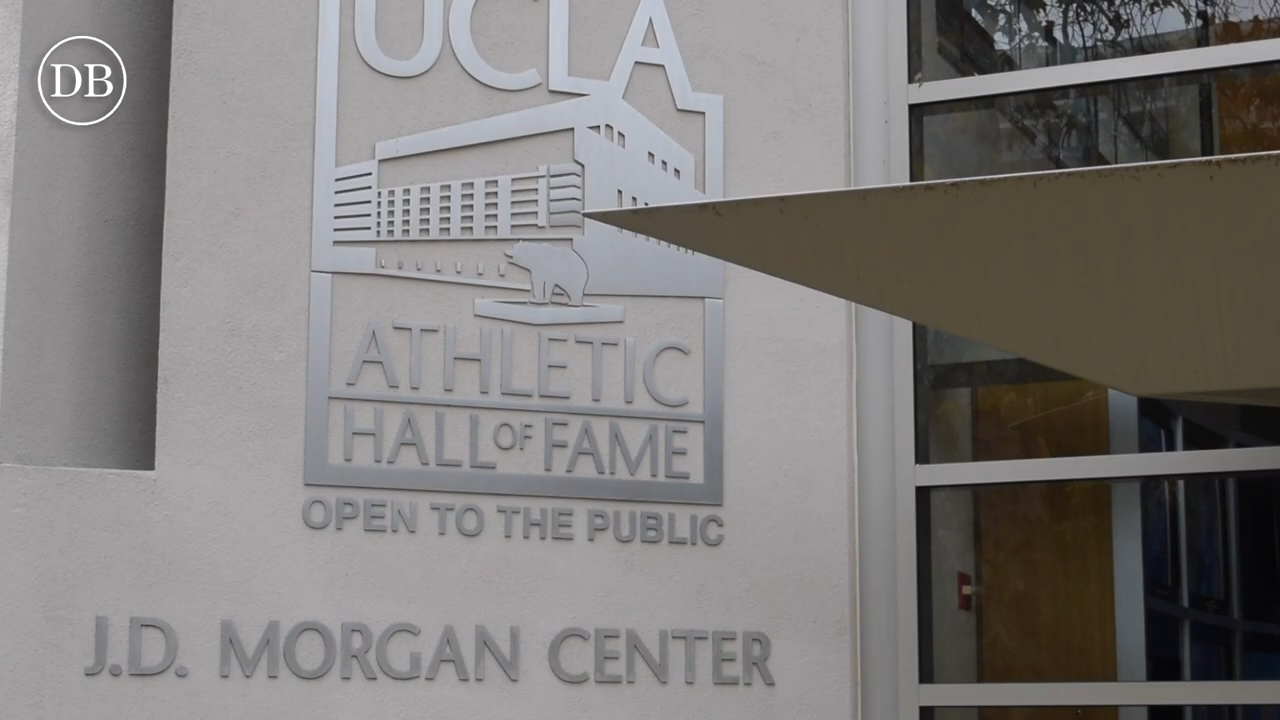 DB
UCLA
ATHLETIC
HALL OF FAME
OPEN TO THE PUBLIC
J.D. MORGAN CENTER